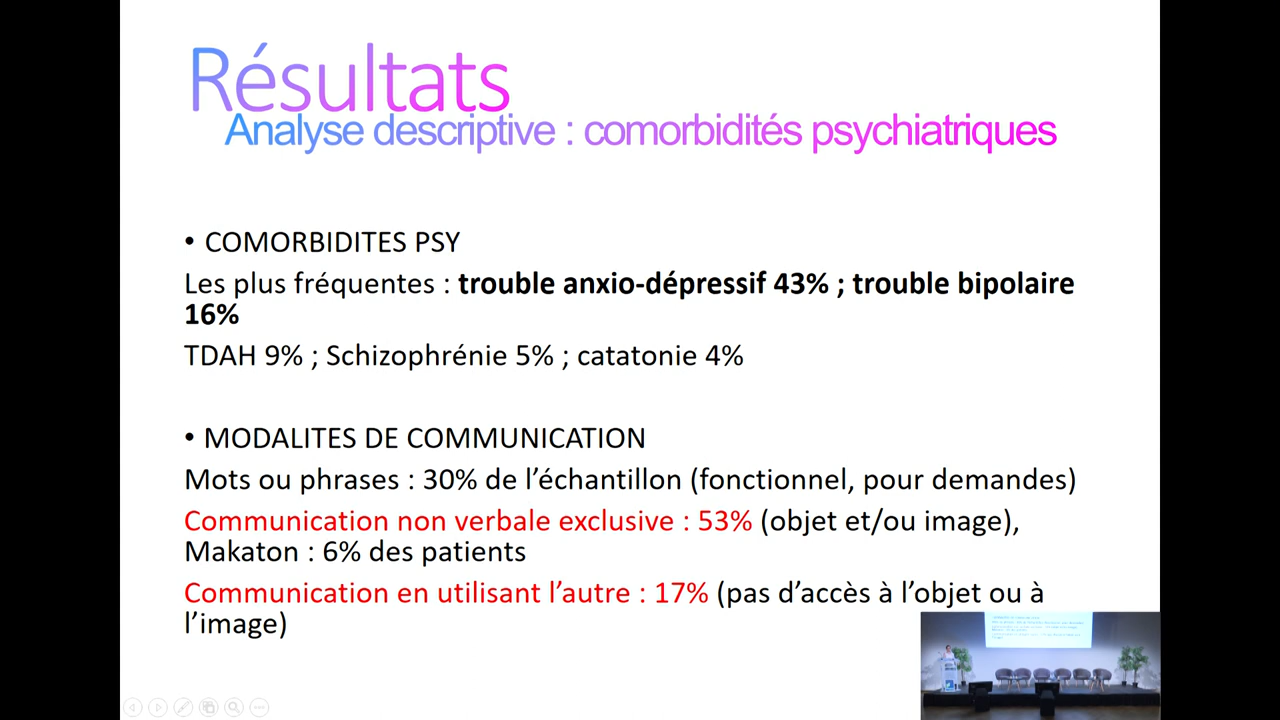 Résultats
Analyse descriptive : comorbidités psychiatriques
• COMORBIDITES PSY
Les plus fréquentes : trouble anxio-dépressif 43% ; trouble bipolaire
16%
TDAH 9% ; Schizophrénie 5% ; catatonie 4%
• MODALITES DE COMMUNICATION
Mots ou phrases : 30% de l’échantillon (fonctionnel, pour demandes)
Communication non verbale exclusive : 53% (objet et/ou image),
Makaton : 6% des patients
Communication en utilisant l’autre : 17% (pas d’accès à l’objet ou à
l’image)